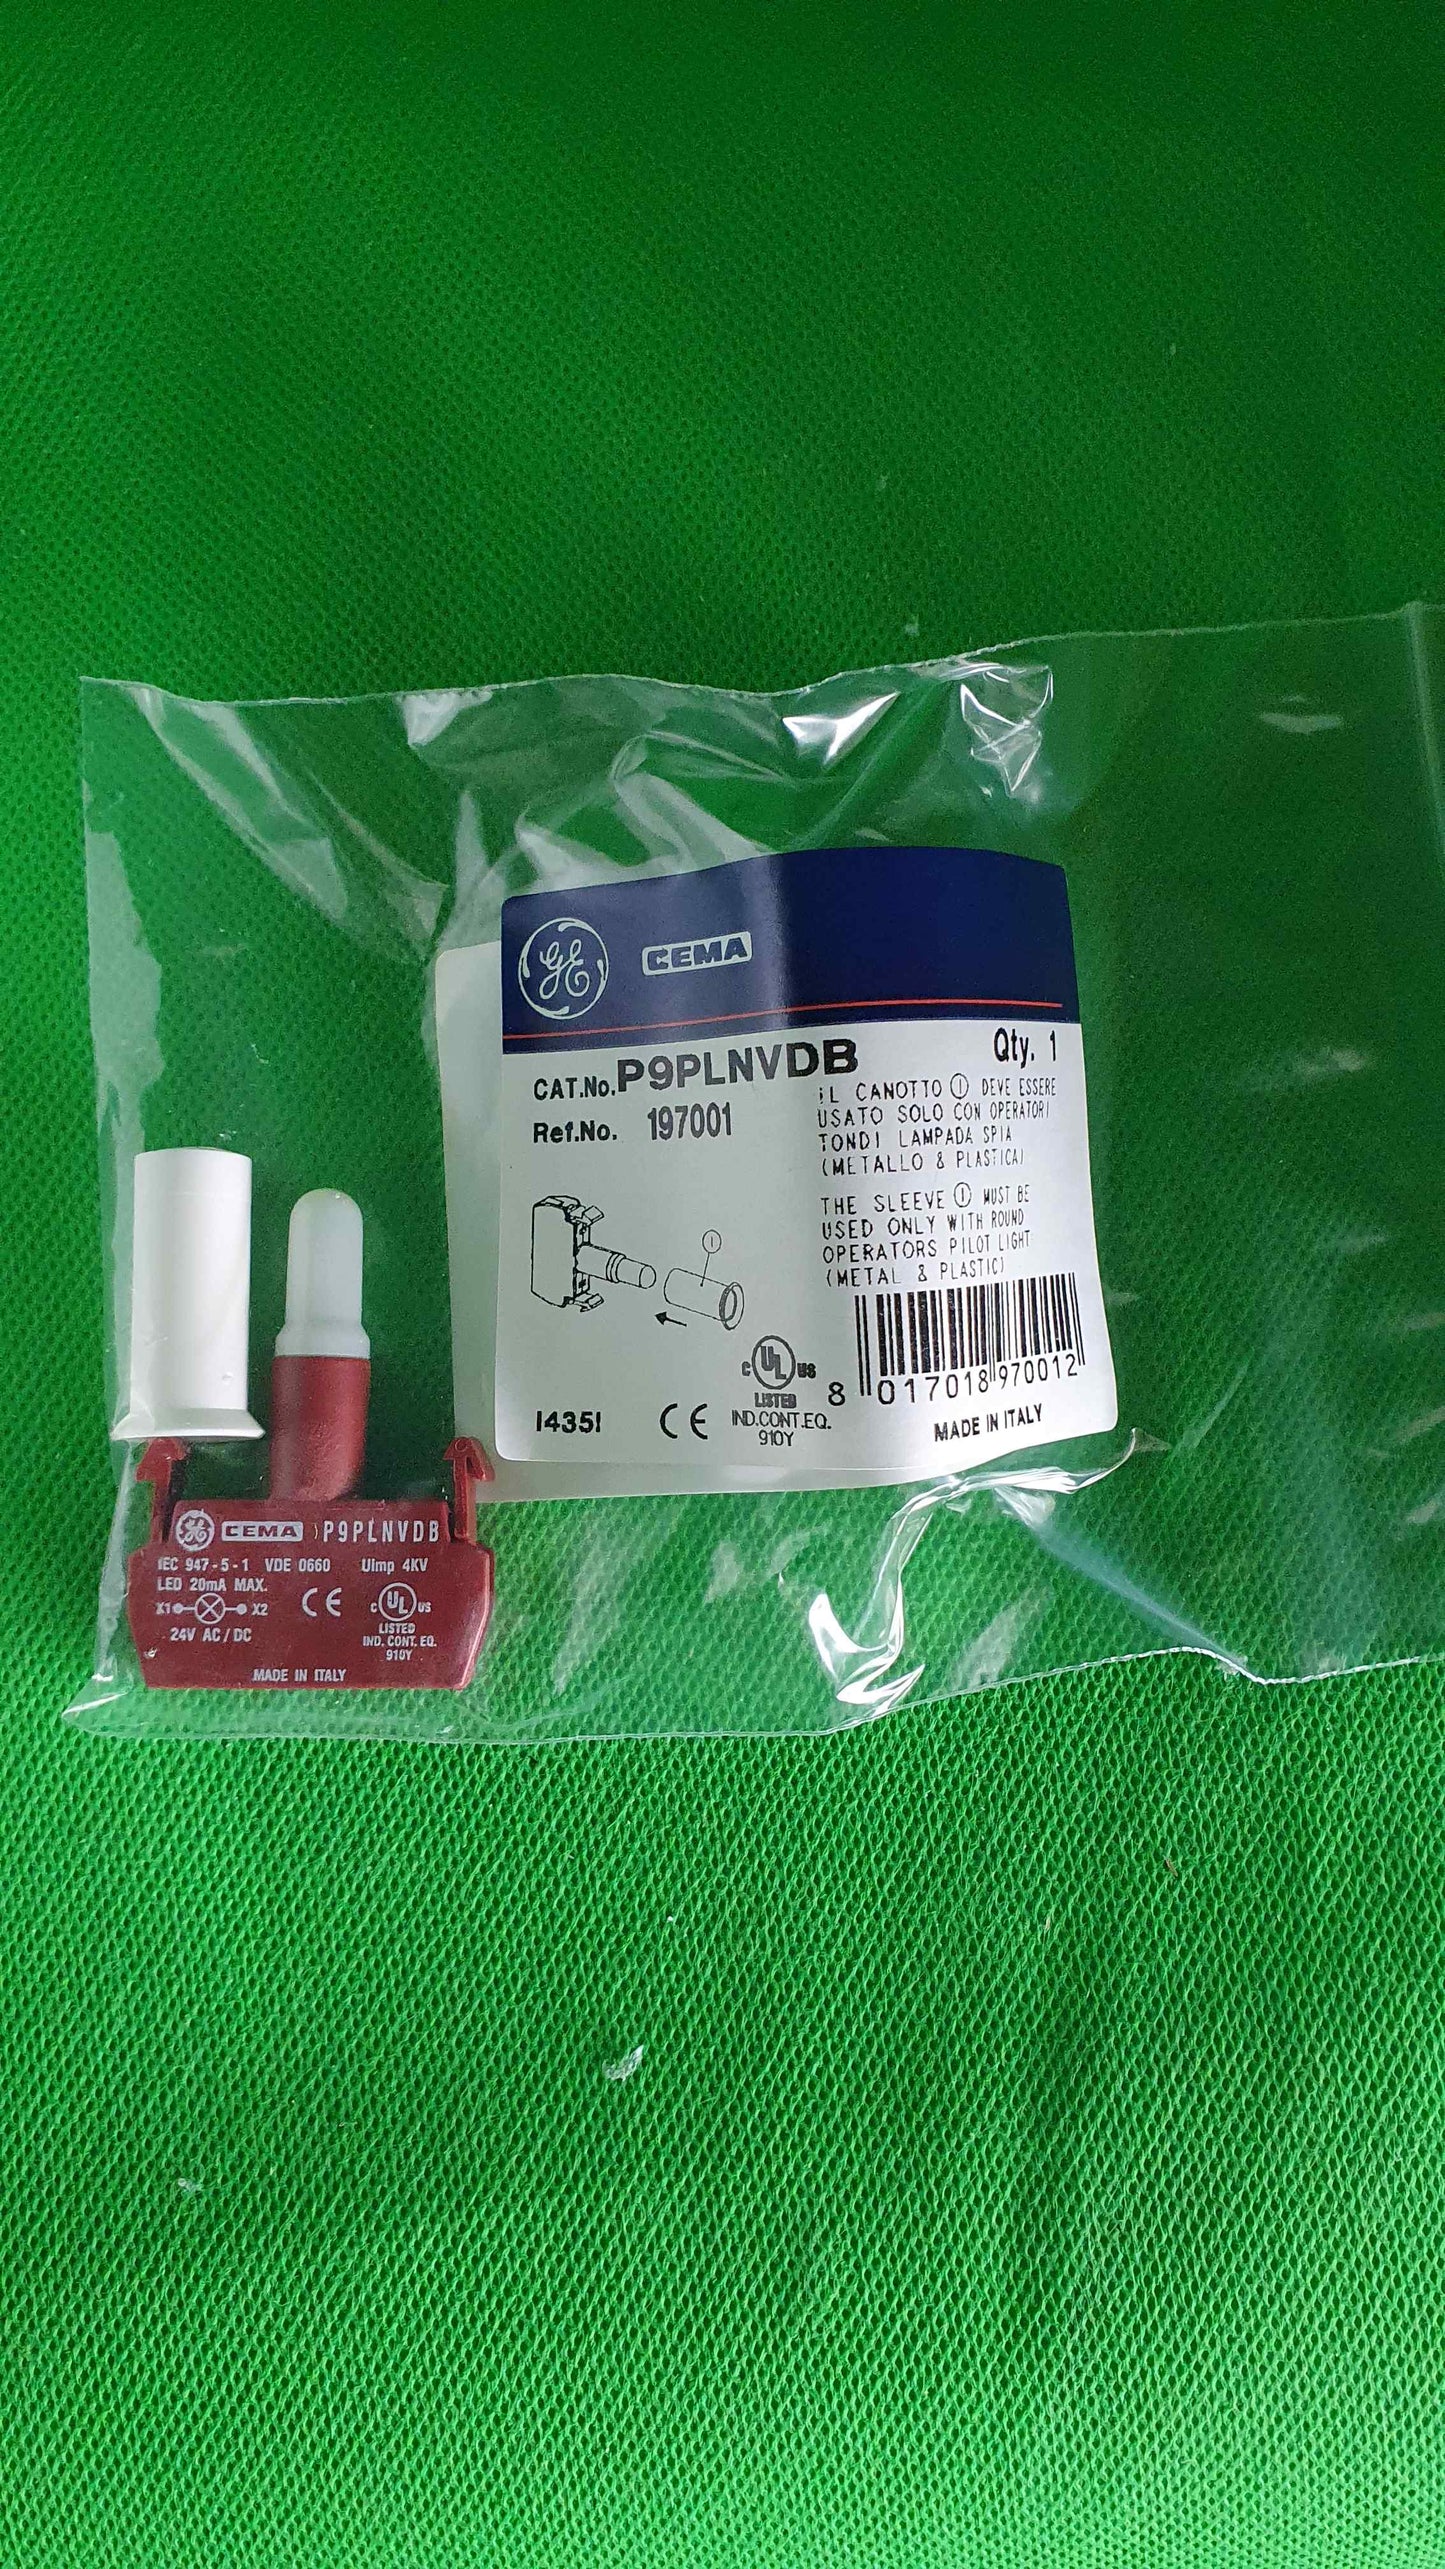 GE CEMA
CAT.No. P9PLNVDB
Qty. 1
Ref.No. 197001
IL CANOTTO ① DEVE ESSERE
USATO SOLO CON OPERATORI
TONDI LAMPADA SPIA
(METALLO & PLASTICA)
THE SLEEVE ① MUST BE
USED ONLY WITH ROUND
OPERATORS PILOT LIGHT
(METAL & PLASTIC)
1
C UL US
LISTED
IND.CONT.EQ.
910Y
14351
CE
8 017018 970012
MADE IN ITALY
GE CEMA P9PLNVDB
IEC 947-5-1 VDE 0660 Uimp 4KV
LED 20mA MAX.
X1 X2
CE
C UL US
LISTED
IND. CONT. EQ.
910Y
24V AC/DC
MADE IN ITALY